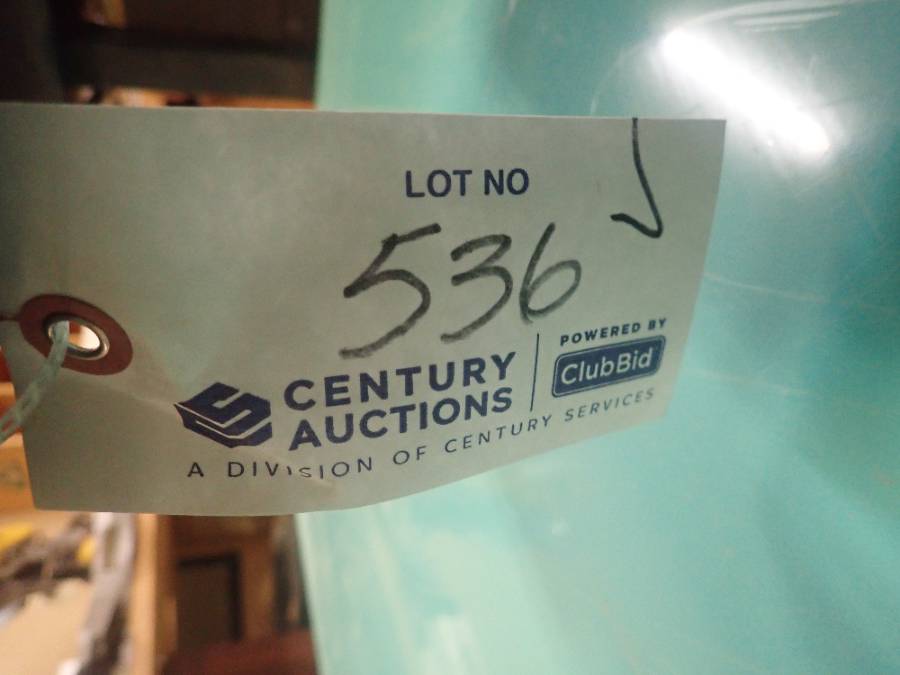 LOT NO
536
CENTURY
AUCTIONS
POWERED BY
ClubBid
A DIVISION OF CENTURY SERVICES